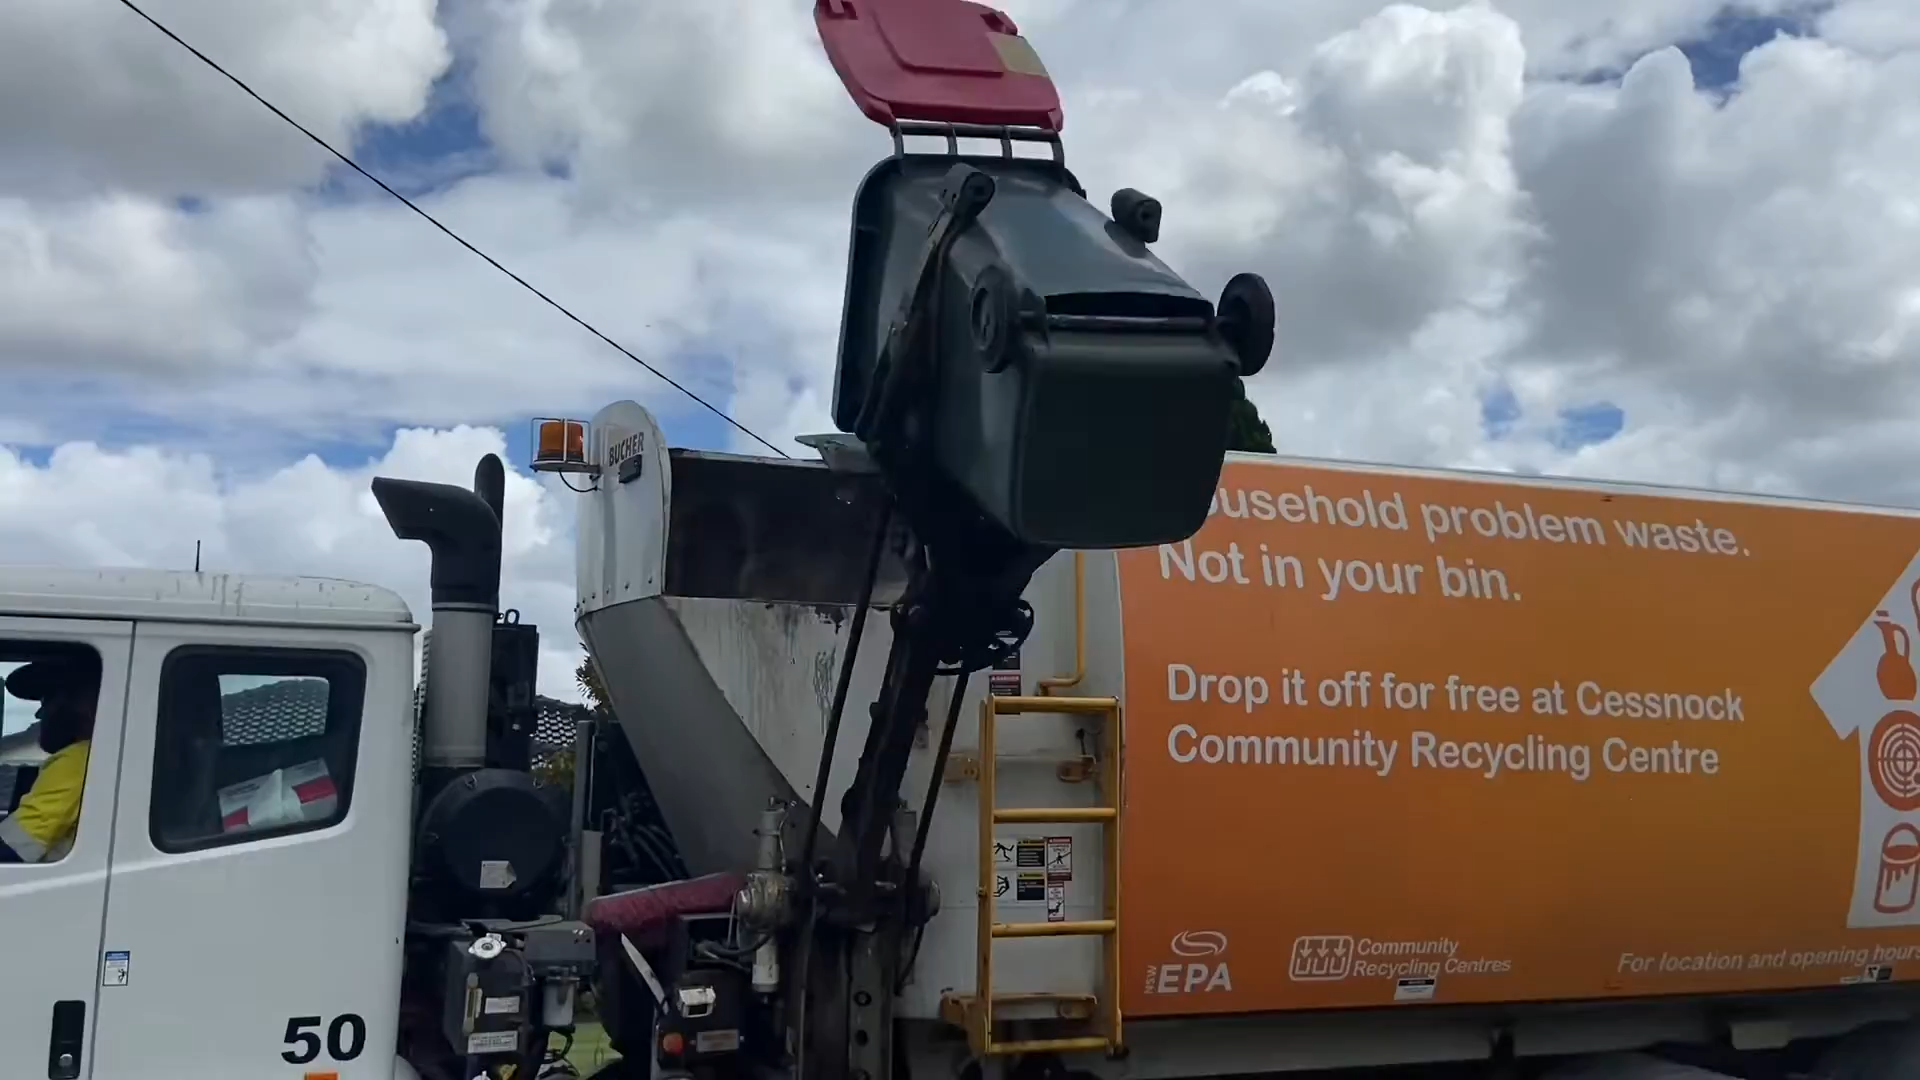 BUCHER
ousehold problem waste.
Not in your bin.
Drop it off for free at Cessnock
Community Recycling Centre
NSW
EPA
Community
Recycling Centres
For location and opening hours
50